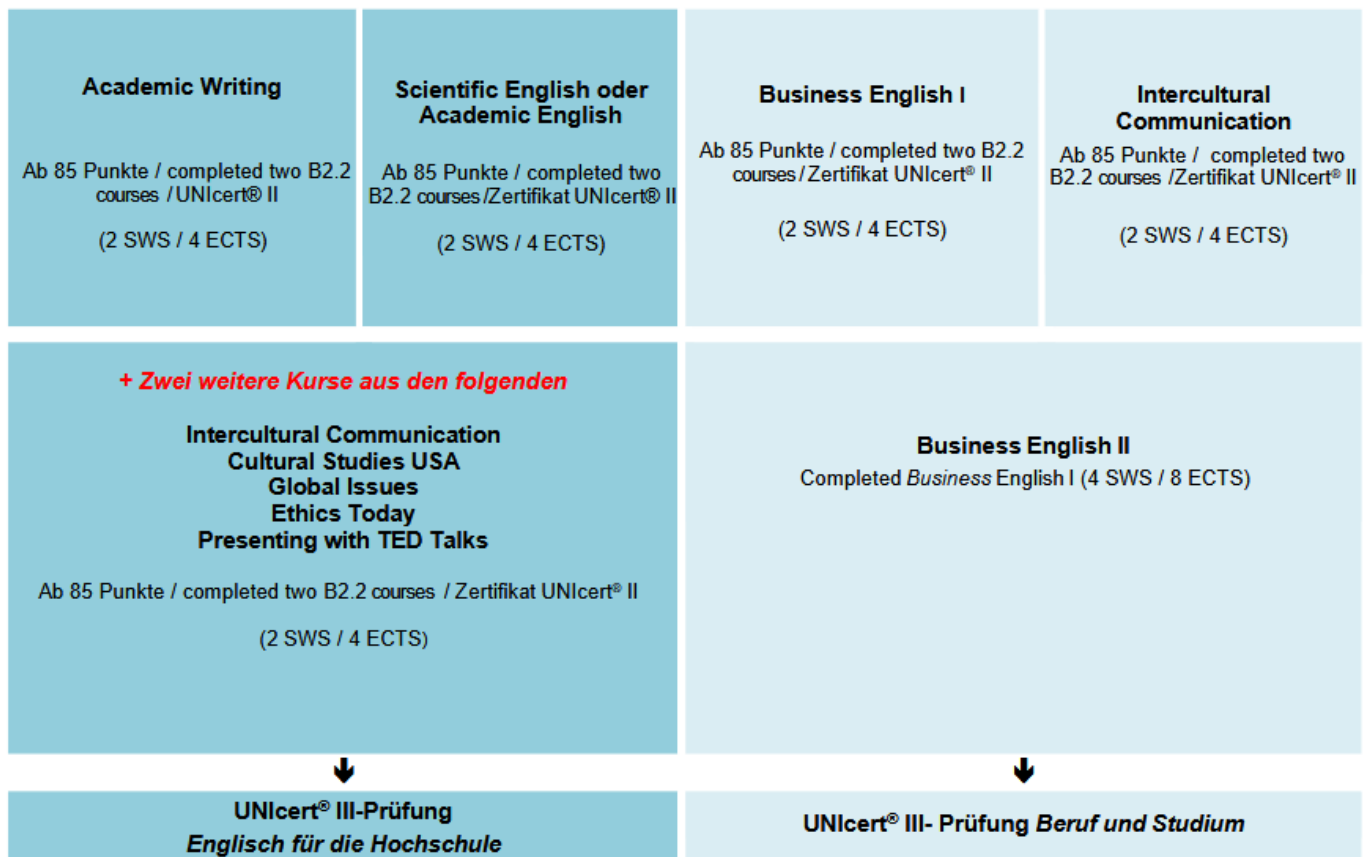 Academic Writing
Ab 85 Punkte / completed two B2.2
courses / UNIcert® II
(2 SWS / 4 ECTS)
Scientific English oder
Academic English
Ab 85 Punkte / completed two
B2.2 courses /Zertifikat UNIcert® II
(2 SWS / 4 ECTS)
Business English I
Ab 85 Punkte / completed two B2.2
courses / Zertifikat UNIcert® II
(2 SWS / 4 ECTS)
Intercultural
Communication
Ab 85 Punkte / completed two
B2.2 courses /Zertifikat UNIcert® II
(2 SWS / 4 ECTS)
+ Zwei weitere Kurse aus den folgenden
Intercultural Communication
Cultural Studies USA
Global Issues
Ethics Today
Presenting with TED Talks
Ab 85 Punkte / completed two B2.2 courses / Zertifikat UNIcert® II
(2 SWS / 4 ECTS)
Business English II
Completed Business English I (4 SWS / 8 ECTS)
UNIcert® III-Prüfung
Englisch für die Hochschule
UNIcert® III- Prüfung Beruf und Studium